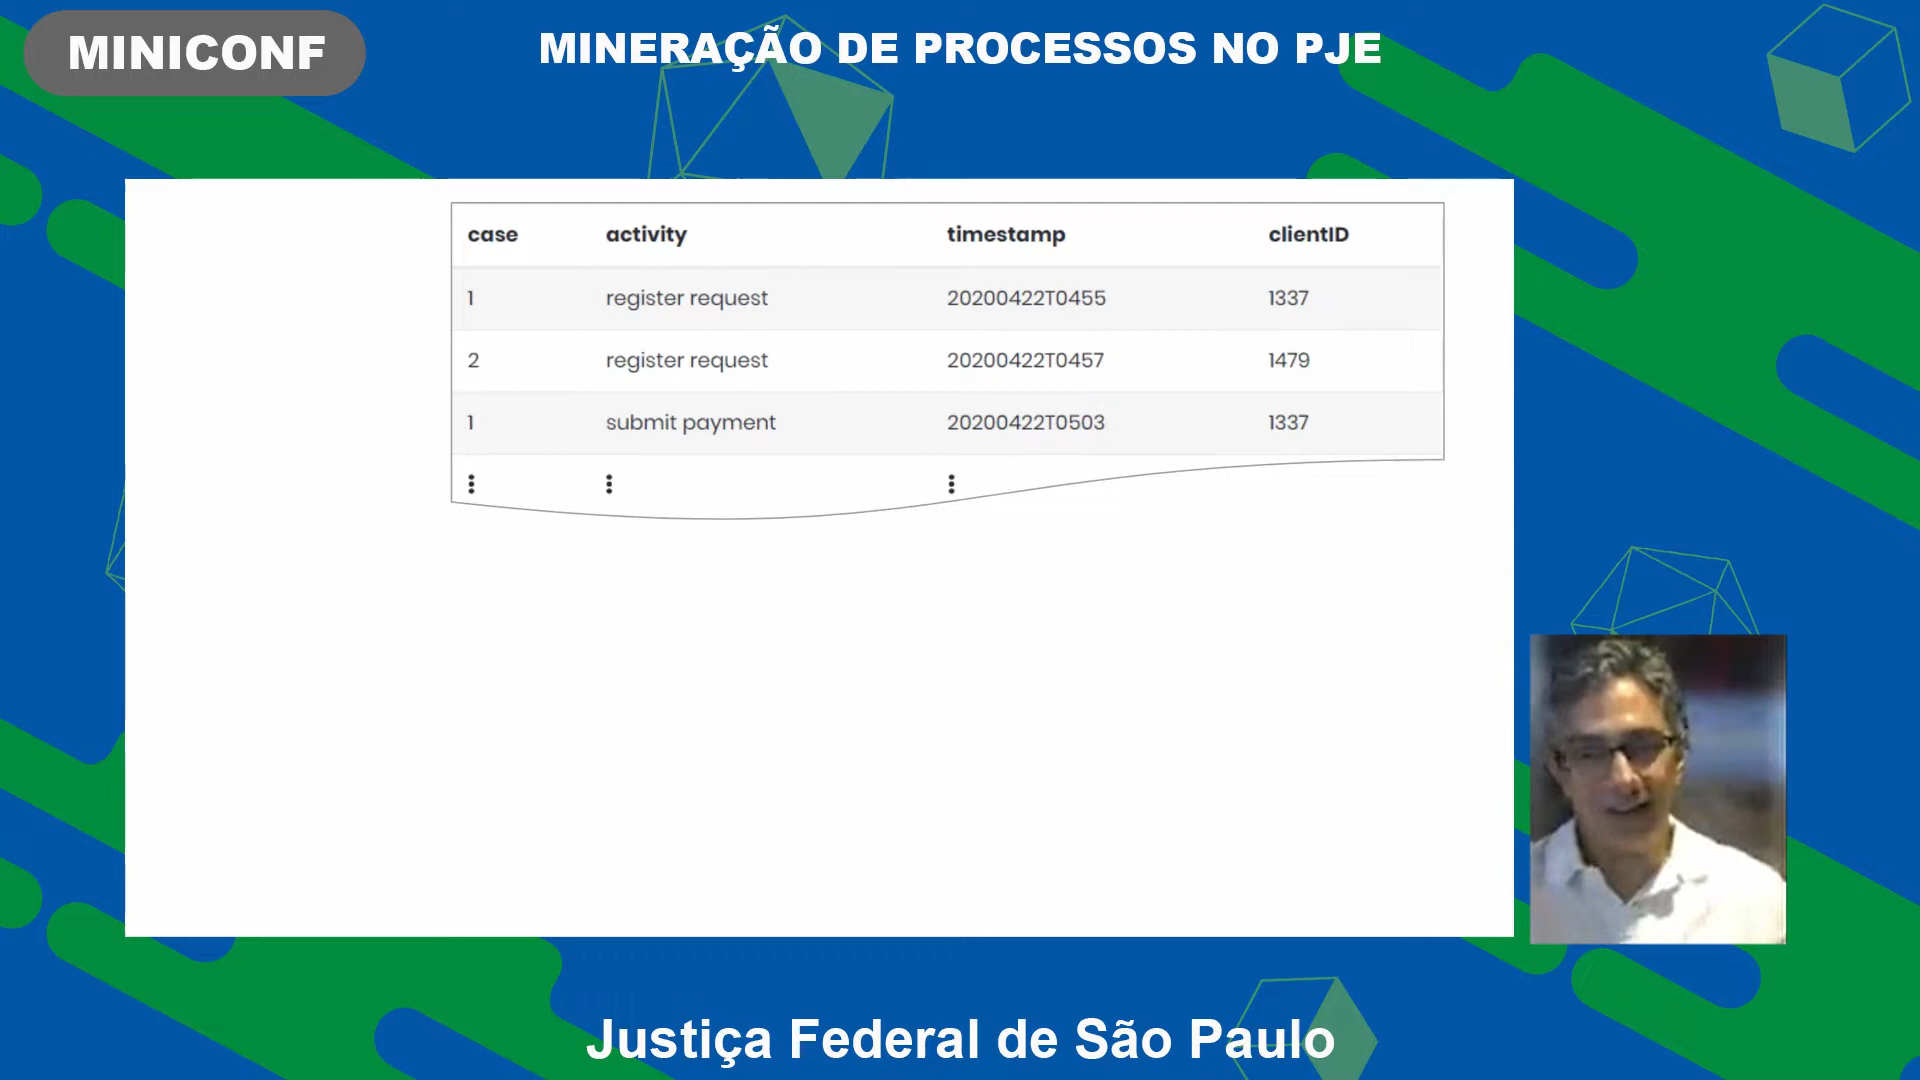 MINICONF
MINERAÇÃO DE PROCESSOS NO PJE
case activity timestamp clientID
1 register request 20200422T0455 1337
2 register request 20200422T0457 1479
1 submit payment 20200422T0503 1337
⋮ ⋮ ⋮
Justiça Federal de São Paulo